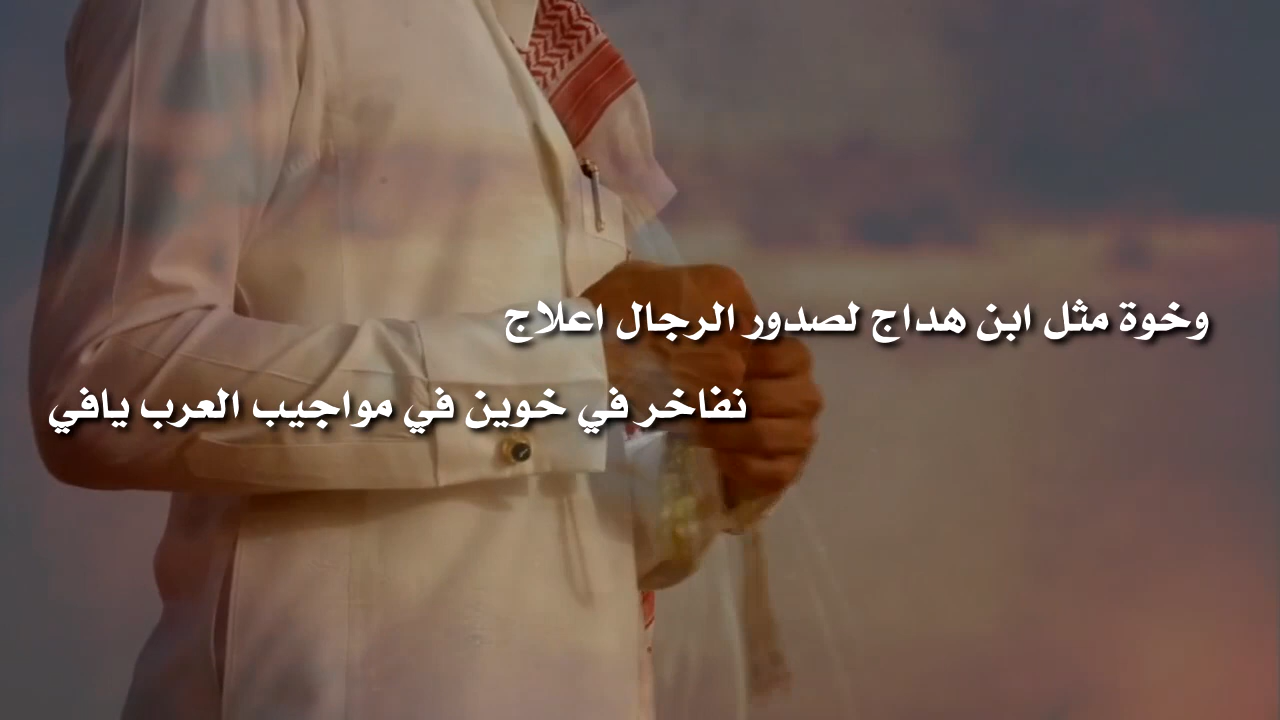 وخوة مثل ابن هداج لصدور الرجال اعلاج
نفاخر في خوين في مواجيب العرب يافي